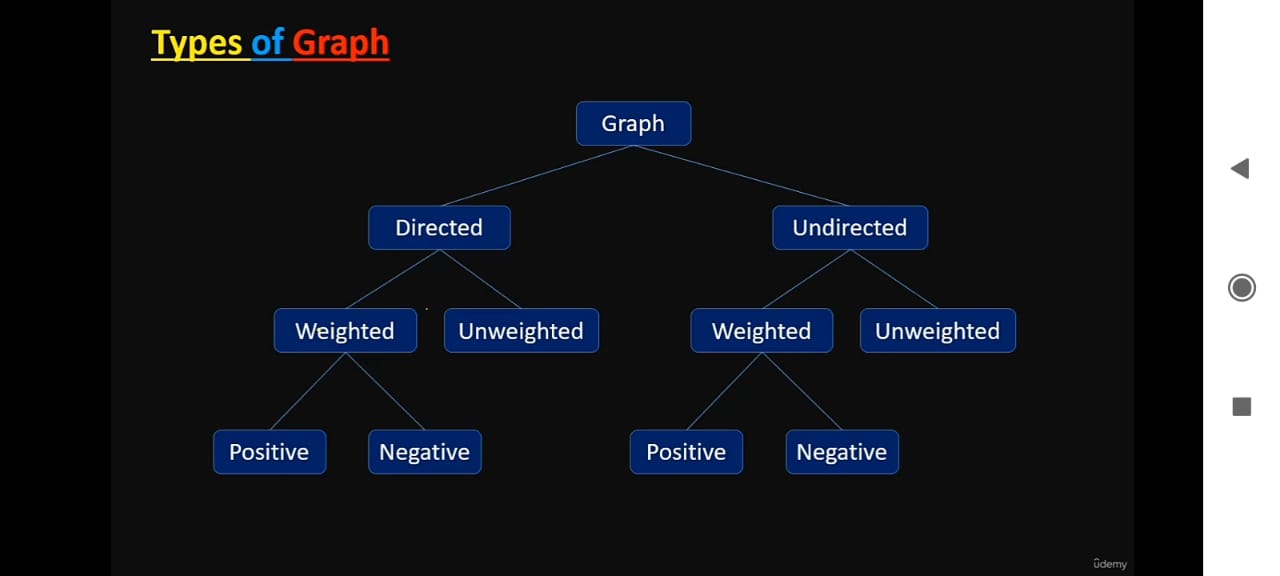 Types of Graph
Graph
Directed
Undirected
Weighted
Unweighted
Weighted
Unweighted
Positive
Negative
Positive
Negative
ûdemy